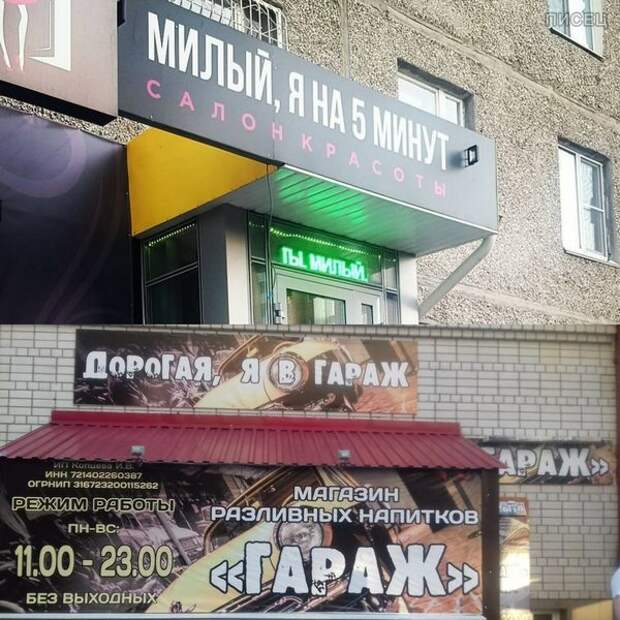 ПИСЕЦ
МИЛЫЙ, Я НА 5 МИНУТ
САЛОН КРАСОТЫ
ТЫ, МИЛЫЙ.
ДОРОГАЯ, Я В ГАРАЖ
АРАЖ»
ИП Копцева И.В.
ИНН 721402260387
ОГРНИП 316723200115262
РЕЖИМ РАБОТЫ
ПН-ВС:
11.00 - 23.00
БЕЗ ВЫХОДНЫХ
МАГАЗИН
РАЗЛИВНЫХ НАПИТКОВ
«ГАРАЖ»